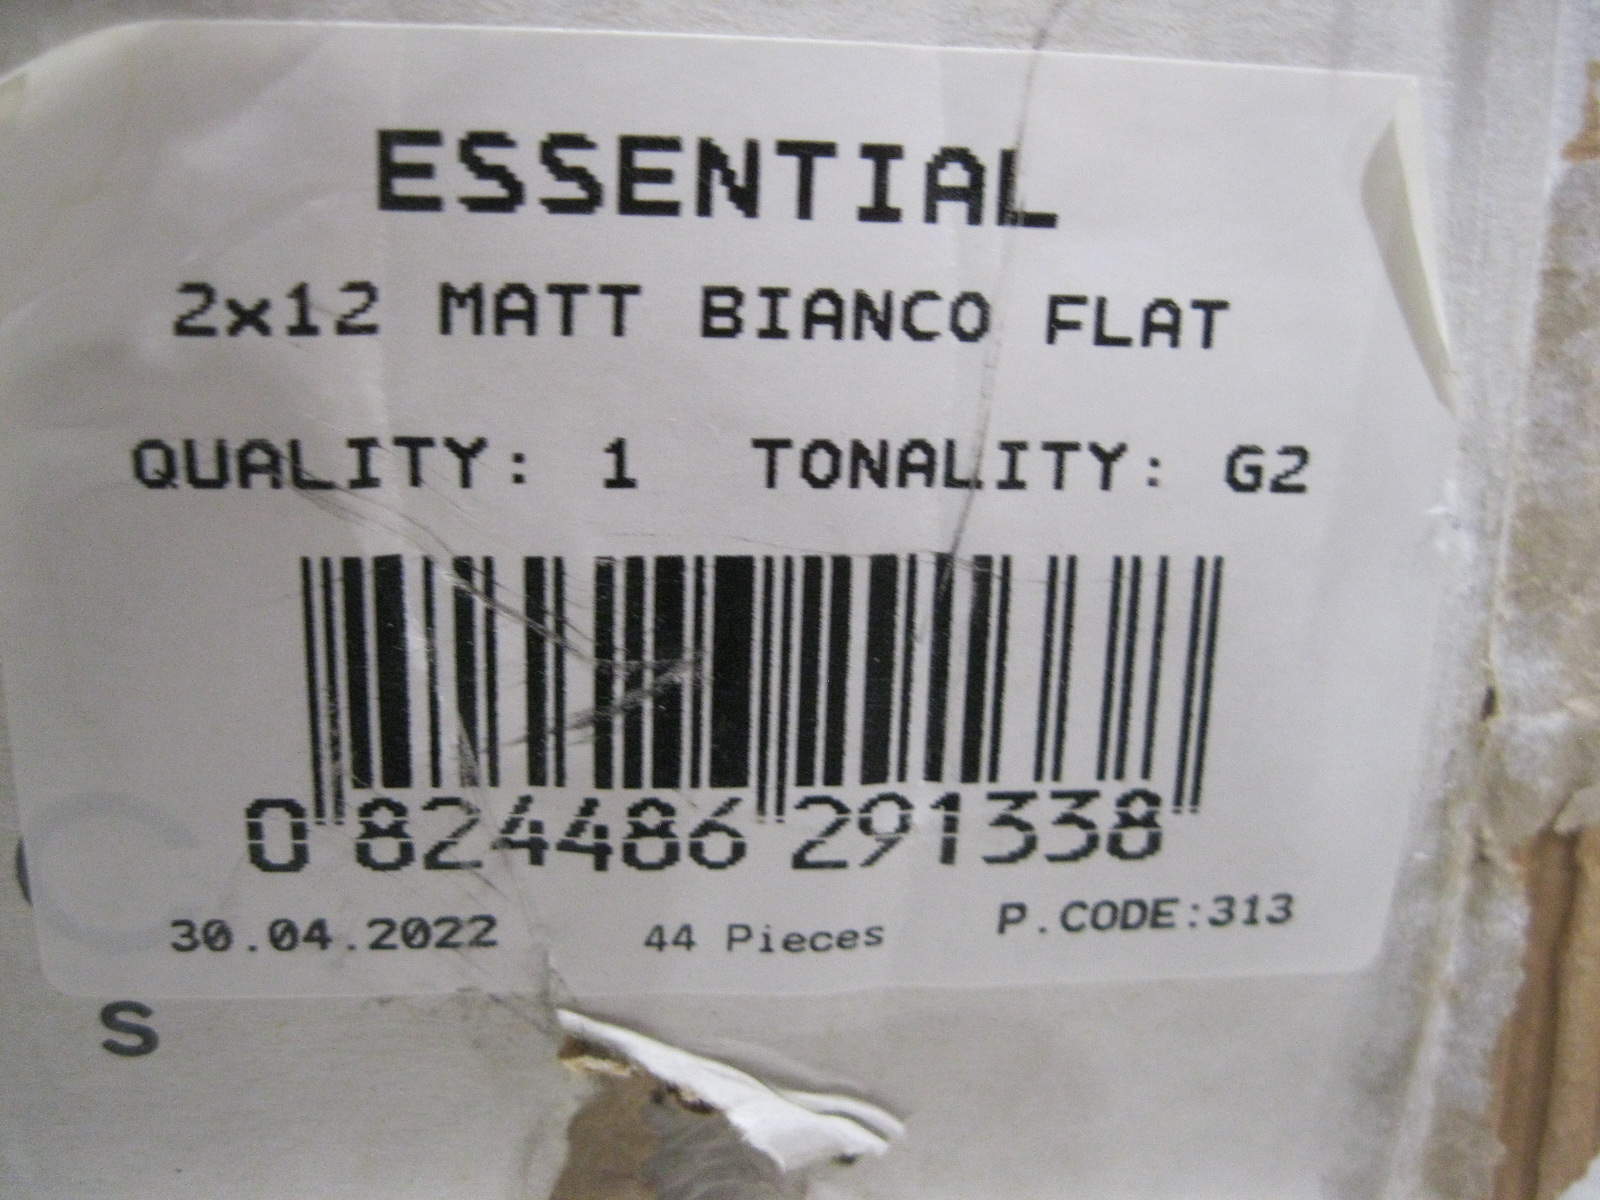 ESSENTIAL
2x12 MATT BIANCO FLAT
QUALITY: 1 TONALITY: G2
0 824486 291338
30.04.2022 44 Pieces P.CODE:313
S